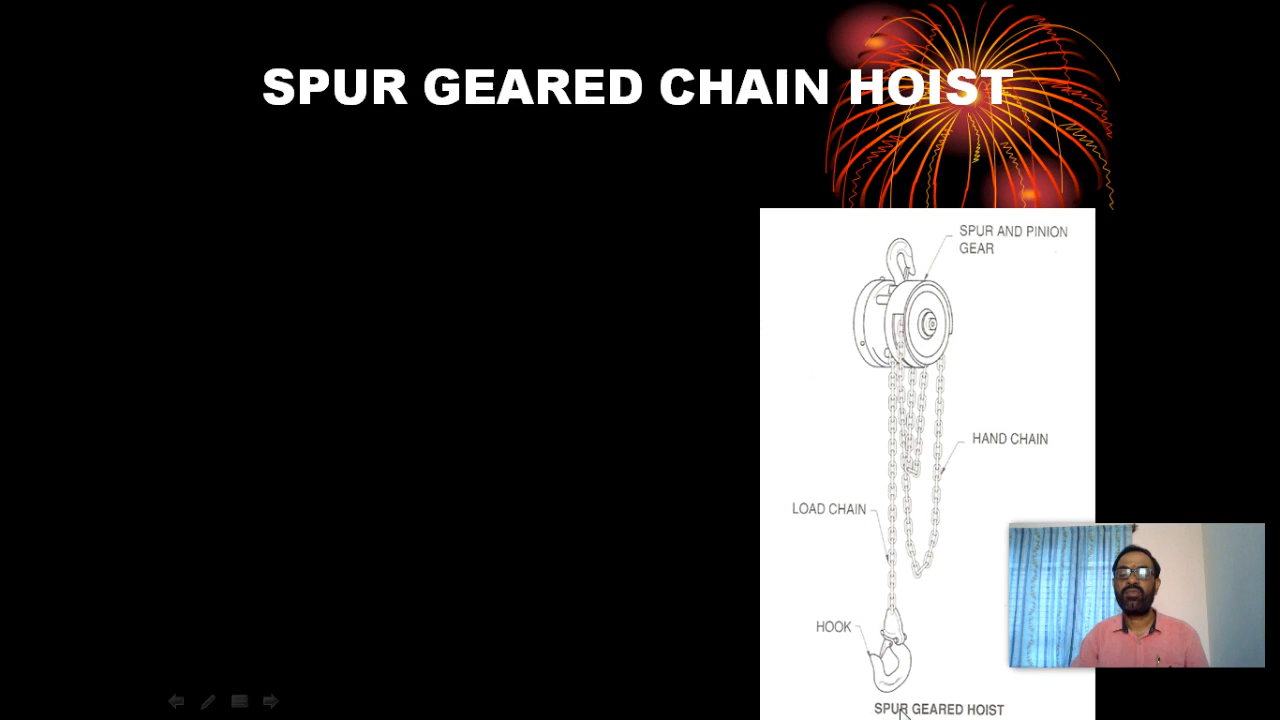 SPUR GEARED CHAIN HOIST
SPUR AND PINION
GEAR
HAND CHAIN
LOAD CHAIN
HOOK
SPUR GEARED HOIST